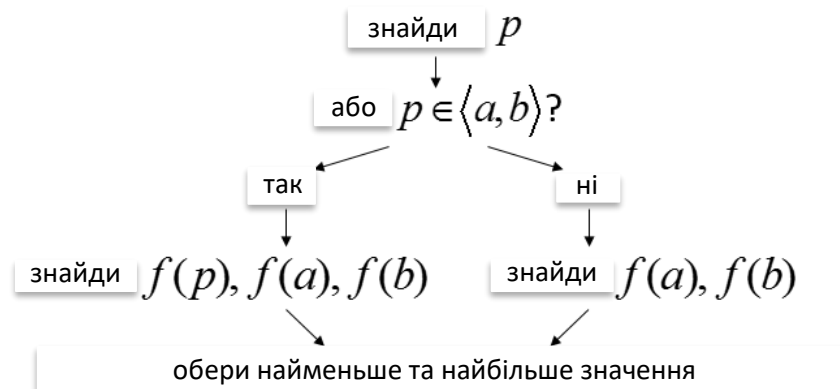 знайди p
або p ∈ ⟨a, b⟩?
так ні
знайди f(p), f(a), f(b) знайди f(a), f(b)
обери найменше та найбільше значення